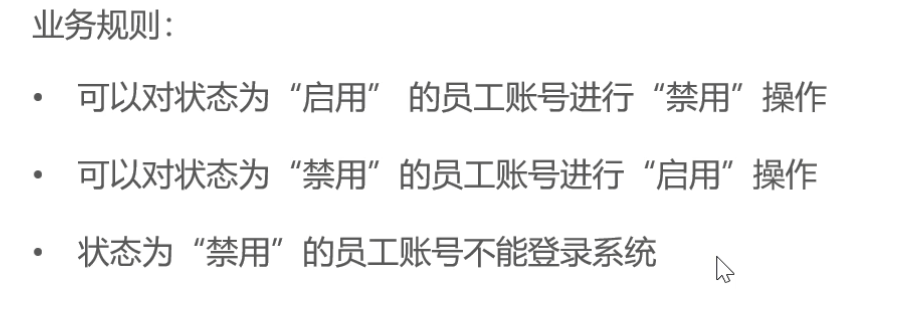 业务规则：
• 可以对状态为“启用” 的员工账号进行“禁用”操作
• 可以对状态为“禁用”的员工账号进行“启用”操作
• 状态为“禁用”的员工账号不能登录系统